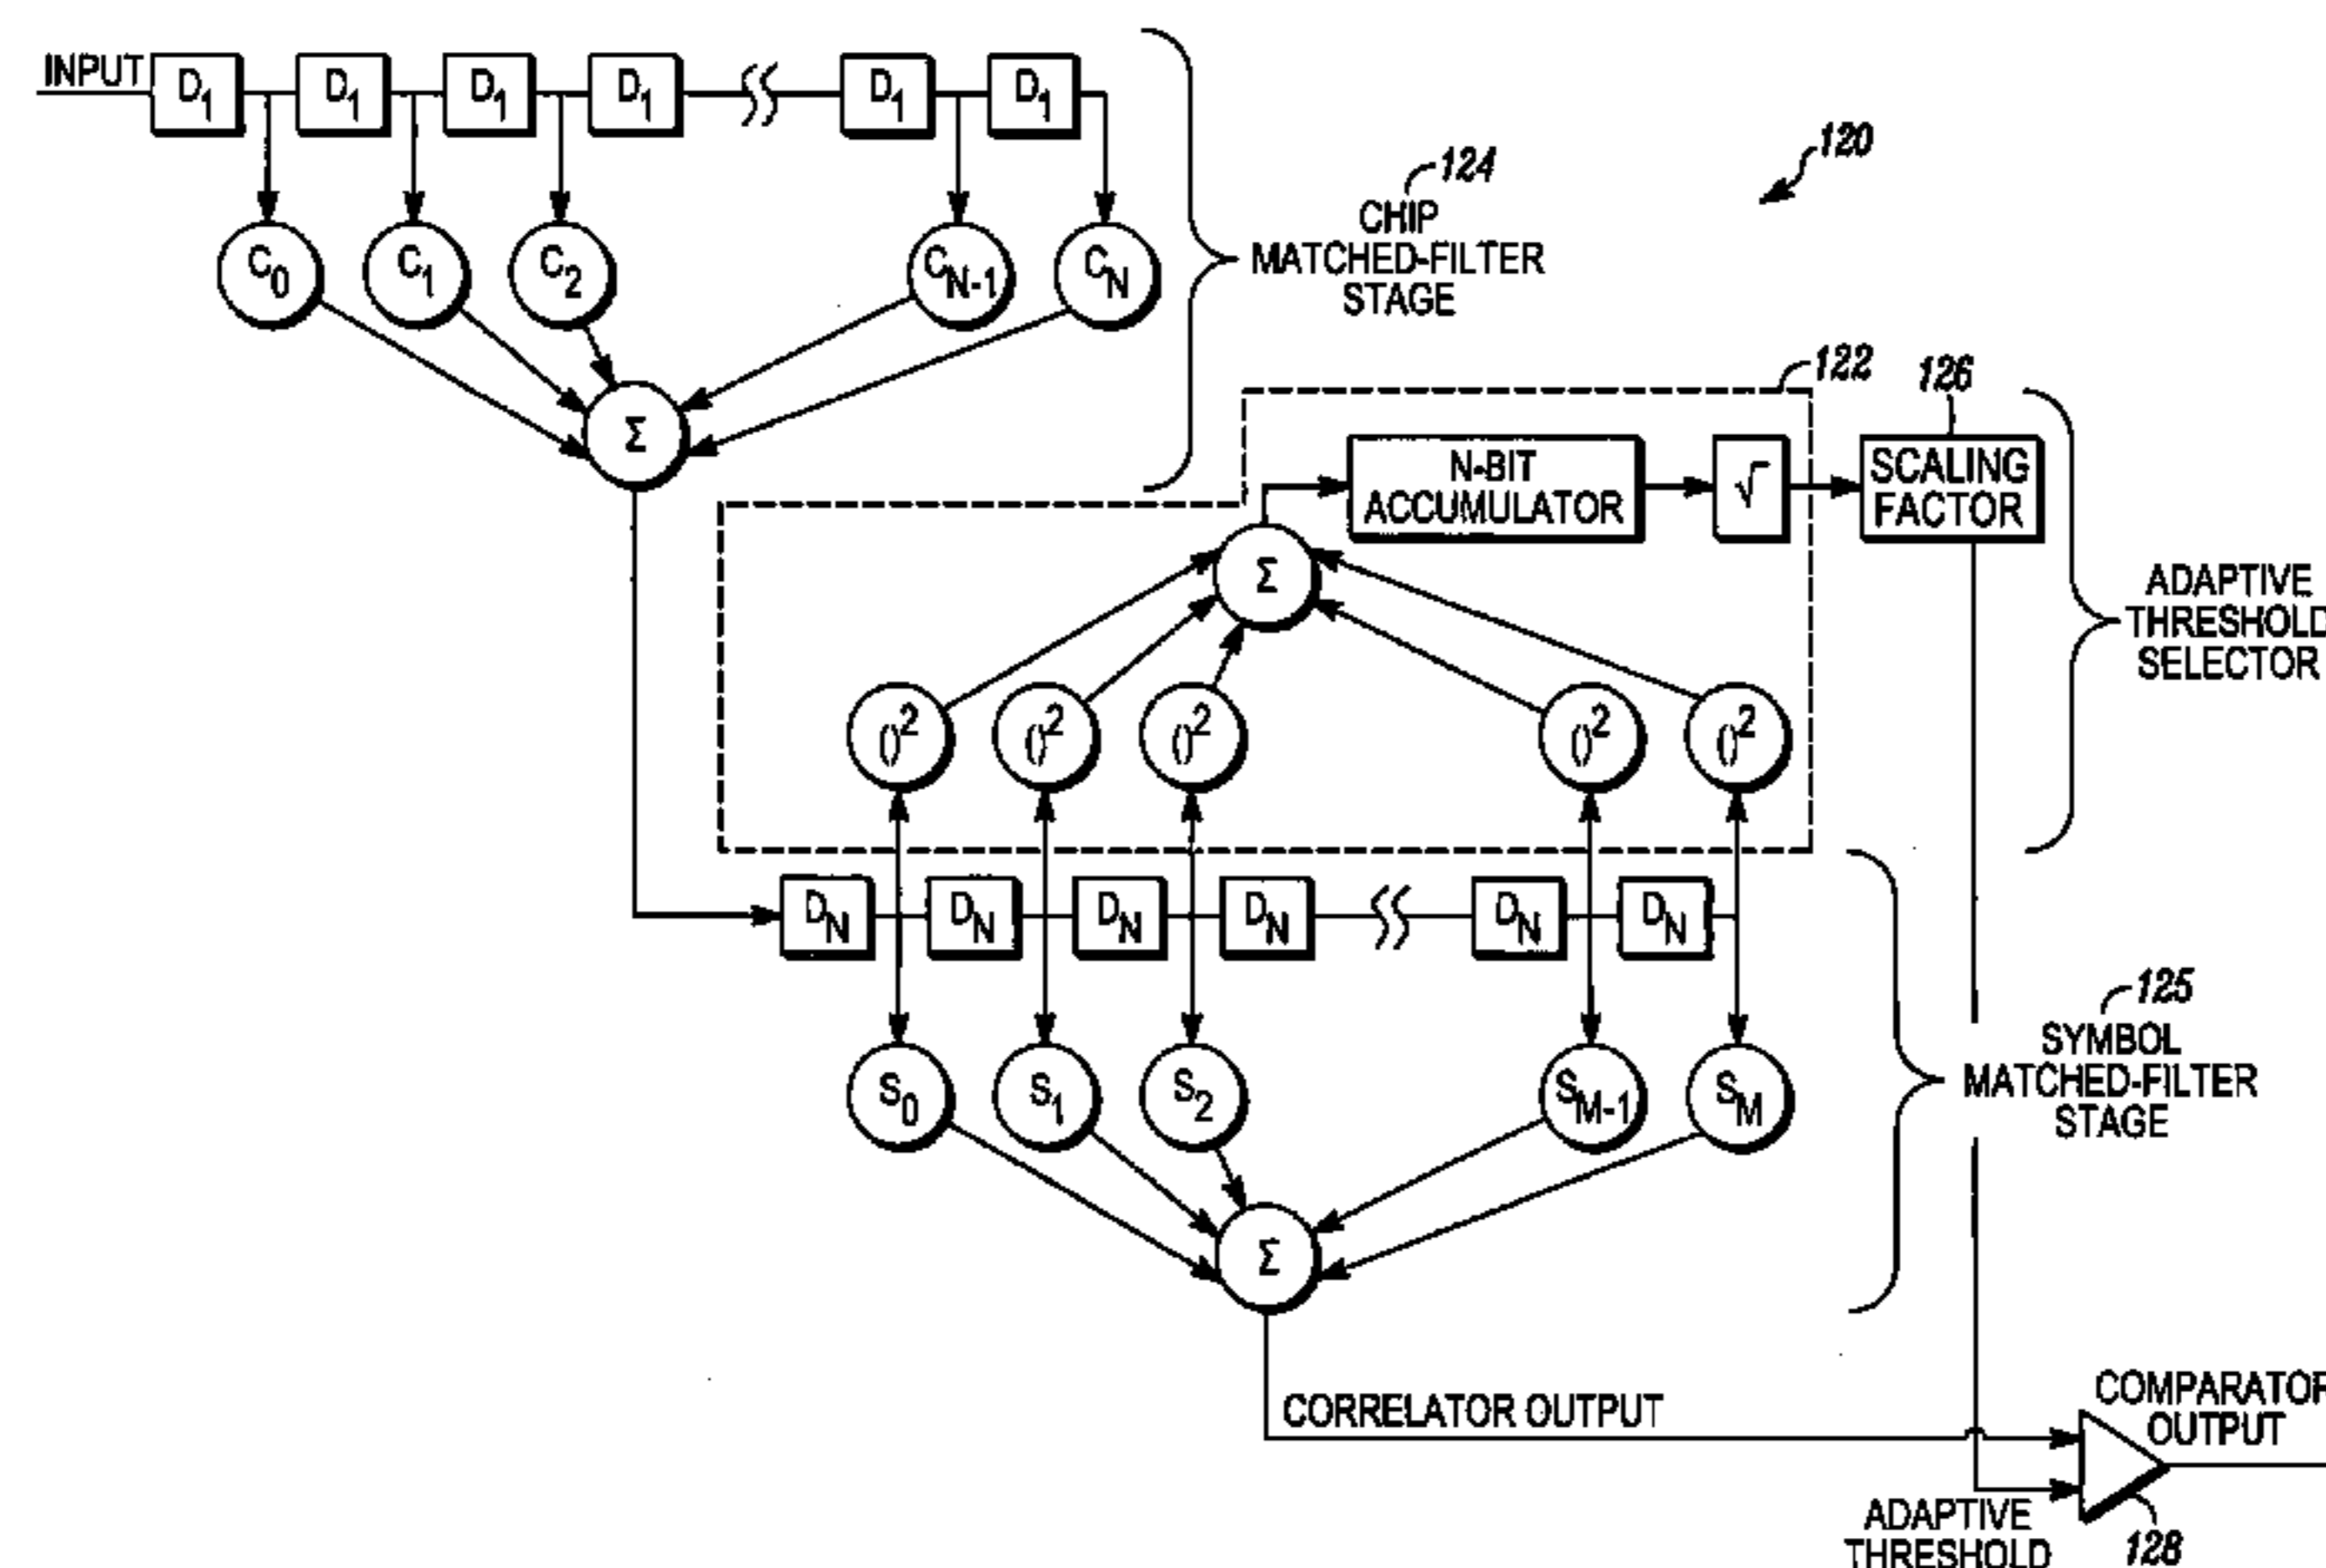 INPUT D1 D1 D1 D1 D1 D1
120
124
CHIP
MATCHED-FILTER
STAGE
C0 C1 C2 CN-1 CN
Σ
122
126
N-BIT
ACCUMULATOR
√
SCALING
FACTOR
Σ
ADAPTIVE
THRESHOLD
SELECTOR
()2 ()2 ()2 ()2 ()2
DN DN DN DN DN DN
125
SYMBOL
MATCHED-FILTER
STAGE
S0 S1 S2 SM-1 SM
Σ
CORRELATOR OUTPUT
COMPARATOR
OUTPUT
ADAPTIVE
THRESHOLD
128